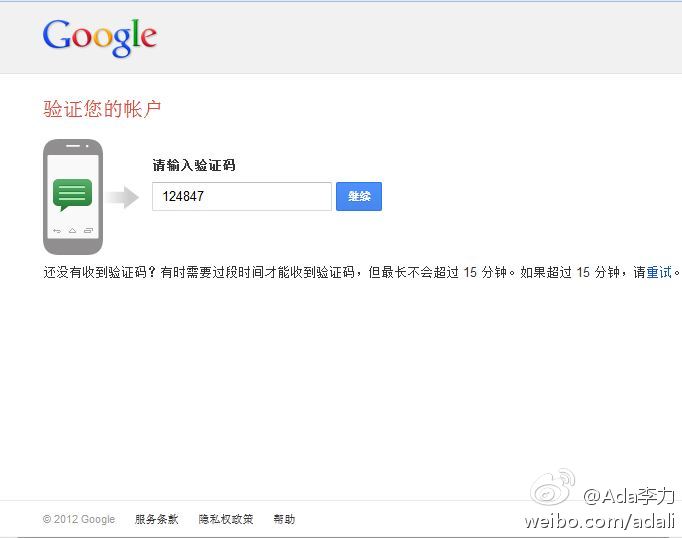 Google
验证您的帐户
请输入验证码
124847 继续
还没有收到验证码？有时需要过段时间才能收到验证码，但最长不会超过 15 分钟。如果超过 15 分钟，请重试。
© 2012 Google 服务条款 隐私权政策 帮助
@Ada李力
weibo.com/adali